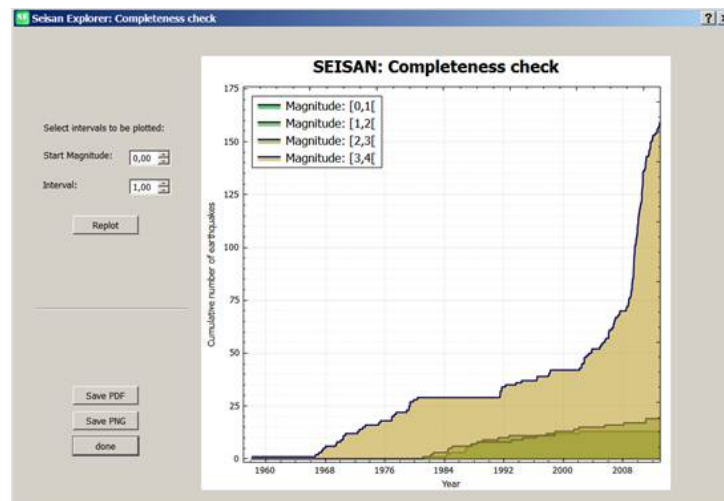 SE Seisan Explorer: Completeness check
? x
SEISAN: Completeness check
Select intervals to be plotted:
Start Magnitude: 0,00
Interval: 1,00
Replot
Save PDF
Save PNG
done
Cumulative number of earthquakes
175
150
125
100
75
50
25
0
Magnitude: [0,1[
Magnitude: [1,2[
Magnitude: [2,3[
Magnitude: [3,4[
1960 1968 1976 1984 1992 2000 2008
Year